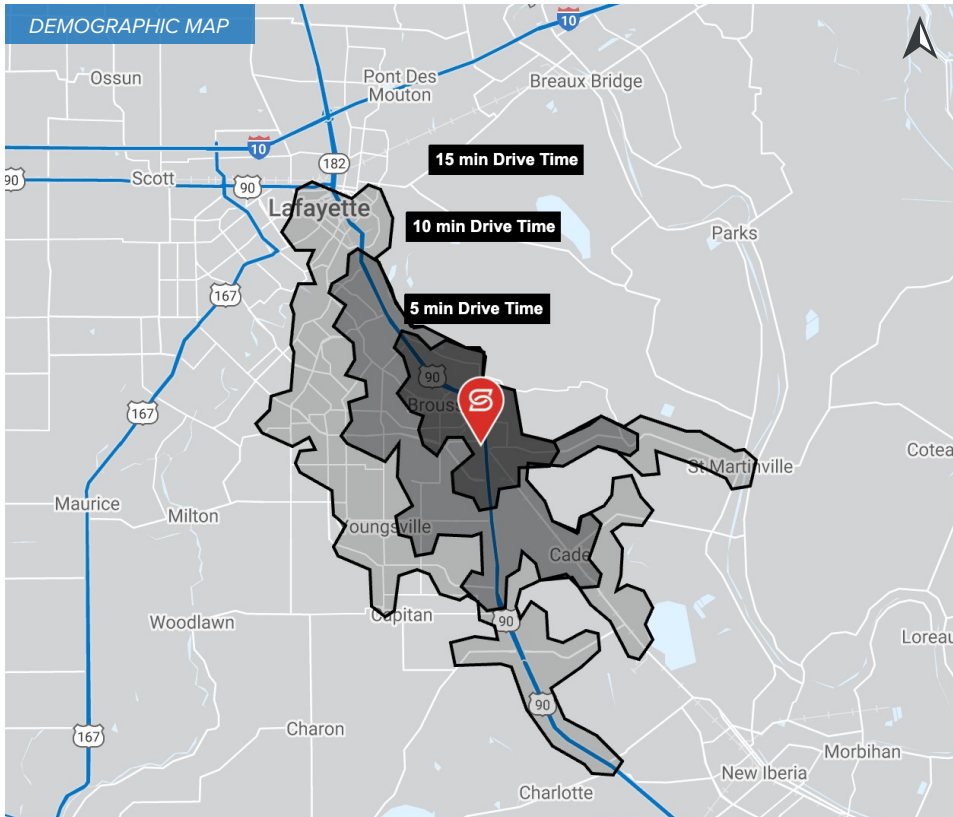 DEMOGRAPHIC MAP
10
Ossun
Pont Des
Mouton
Breaux Bridge
10
182
15 min Drive Time
90
Scott
90
Lafayette
10 min Drive Time
Parks
167
5 min Drive Time
90
Brouss
167
St Martinville
Cotea
Maurice
Milton
Youngsville
Cade
Woodlawn
Capitan
90
Loreau
90
Charon
167
Morbihan
New Iberia
Charlotte